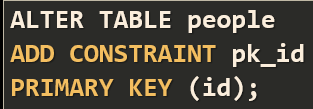 ALTER TABLE people
ADD CONSTRAINT pk_id
PRIMARY KEY (id);